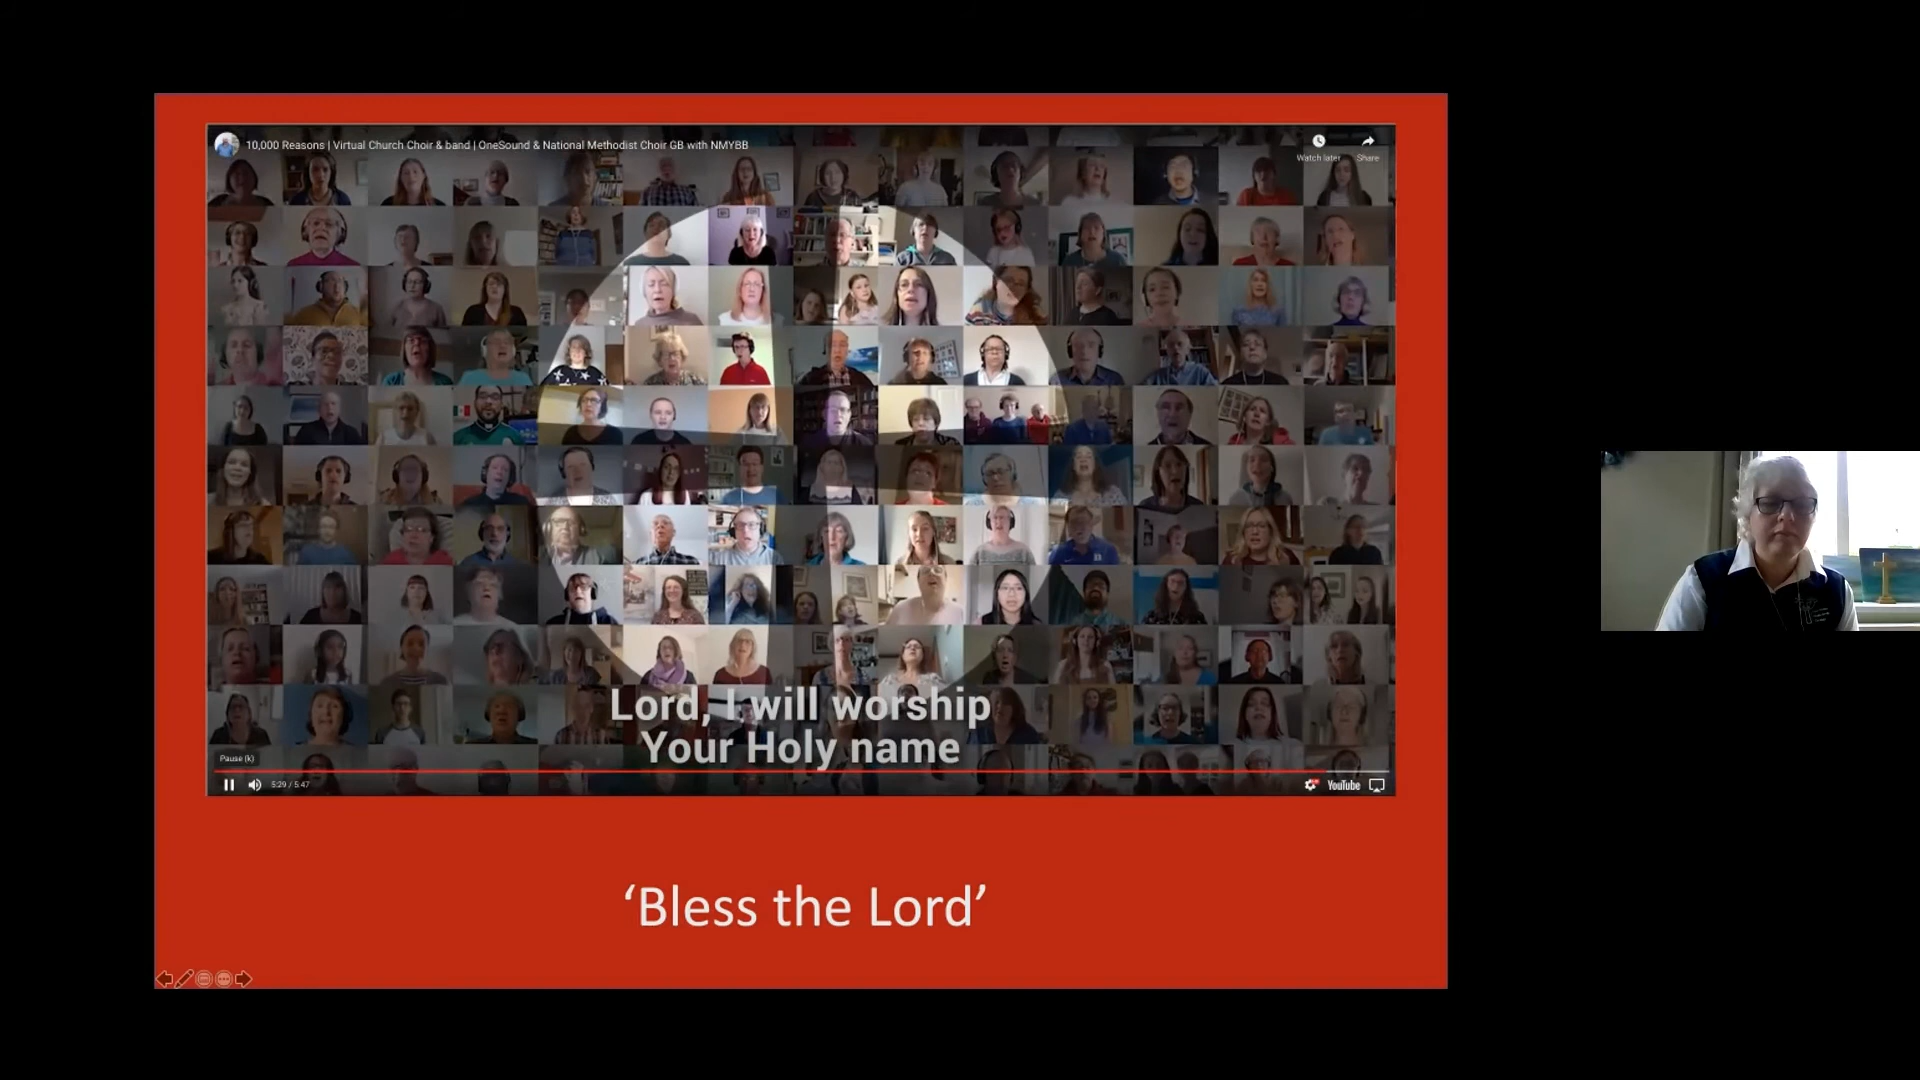 10,000 Reasons | Virtual Church Choir & band | OneSound & National Methodist Choir GB with NMYBB
Watch later
Share
Lord, I will worship
Your Holy name
Pause (k)
5:29 / 5:47
YouTube
‘Bless the Lord’